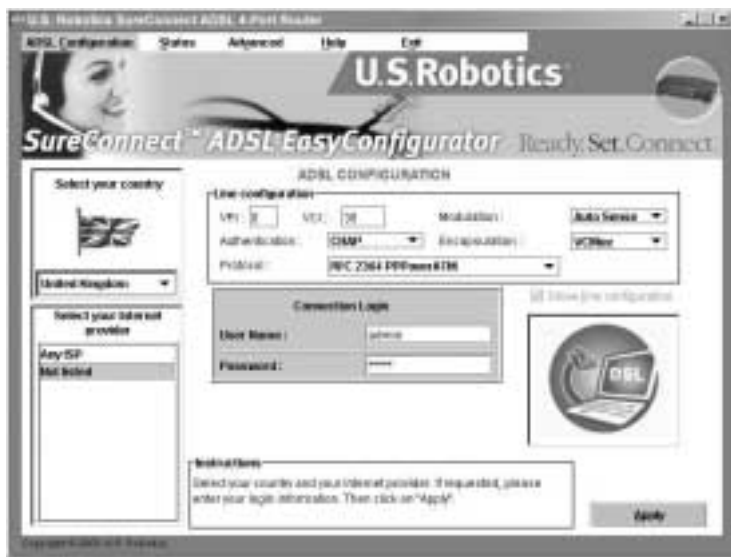 U.S. Robotics SureConnect ADSL 4-Port Router
ADSL Configuration Status Advanced Help Exit
U.S.Robotics
SureConnect™ ADSL EasyConfigurator Ready. Set. Connect.
Select your country
United Kingdom
Select your Internet provider
Any ISP
Not listed
ADSL CONFIGURATION
Line configuration
VPI: 0 VCI: 38 Modulation: Auto Sense
Authentication: CHAP Encapsulation: VCMux
Protocol: RFC 2364 PPPoverATM
Show line configuration
Connection Login
User Name:
Password: *****
Instructions
Select your country and your Internet provider. If requested, please
enter your login information. Then click on "Apply".
DSL
Apply